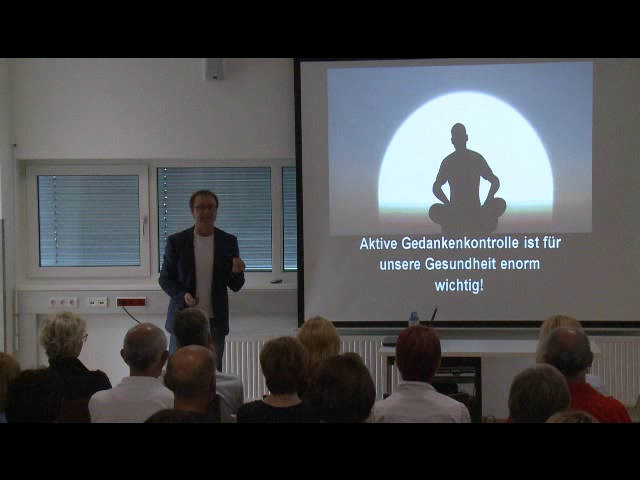 Aktive Gedankenkontrolle ist für
unsere Gesundheit enorm
wichtig!